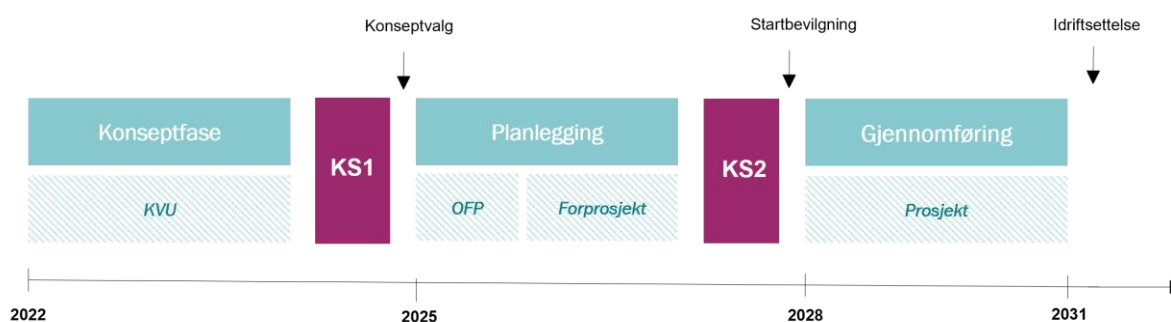 Konseptvalg
Startbevilgning
Idriftsettelse
Konseptfase
KS1
Planlegging
KS2
Gjennomføring
KVU
OFP
Forprosjekt
Prosjekt
2022
2025
2028
2031